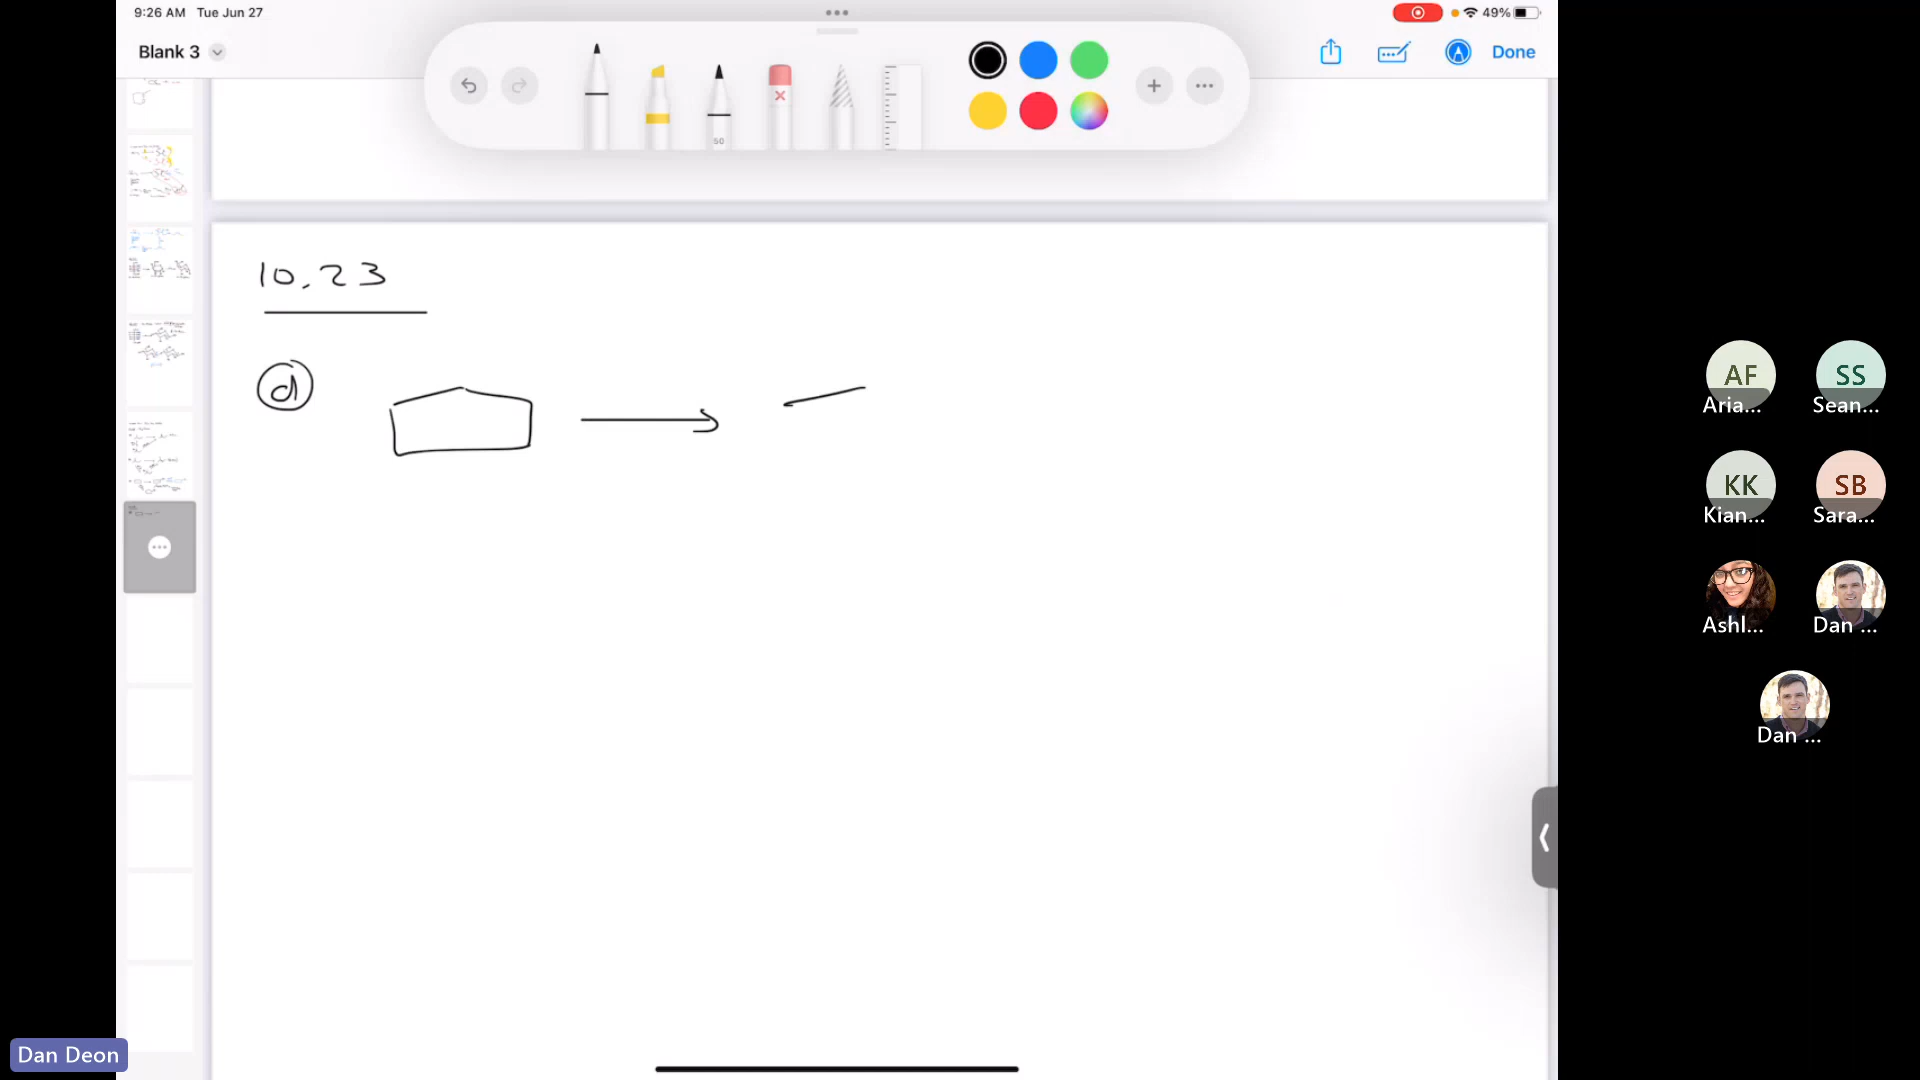 9:26 AM Tue Jun 27
49%
Blank 3
Done
50
10.23
d
AF
Aria...
SS
Sean...
KK
Kian...
SB
Sara...
Ashl...
Dan ...
Dan ...
Dan Deon